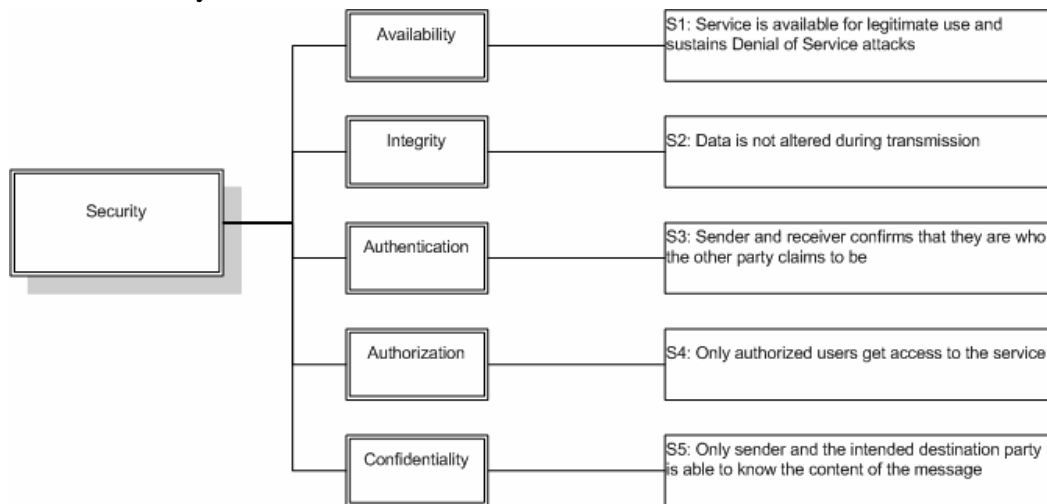 Availability
S1: Service is available for legitimate use and
sustains Denial of Service attacks
Integrity
S2: Data is not altered during transmission
Security
Authentication
S3: Sender and receiver confirms that they are who
the other party claims to be
Authorization
S4: Only authorized users get access to the service
Confidentiality
S5: Only sender and the intended destination party
is able to know the content of the message